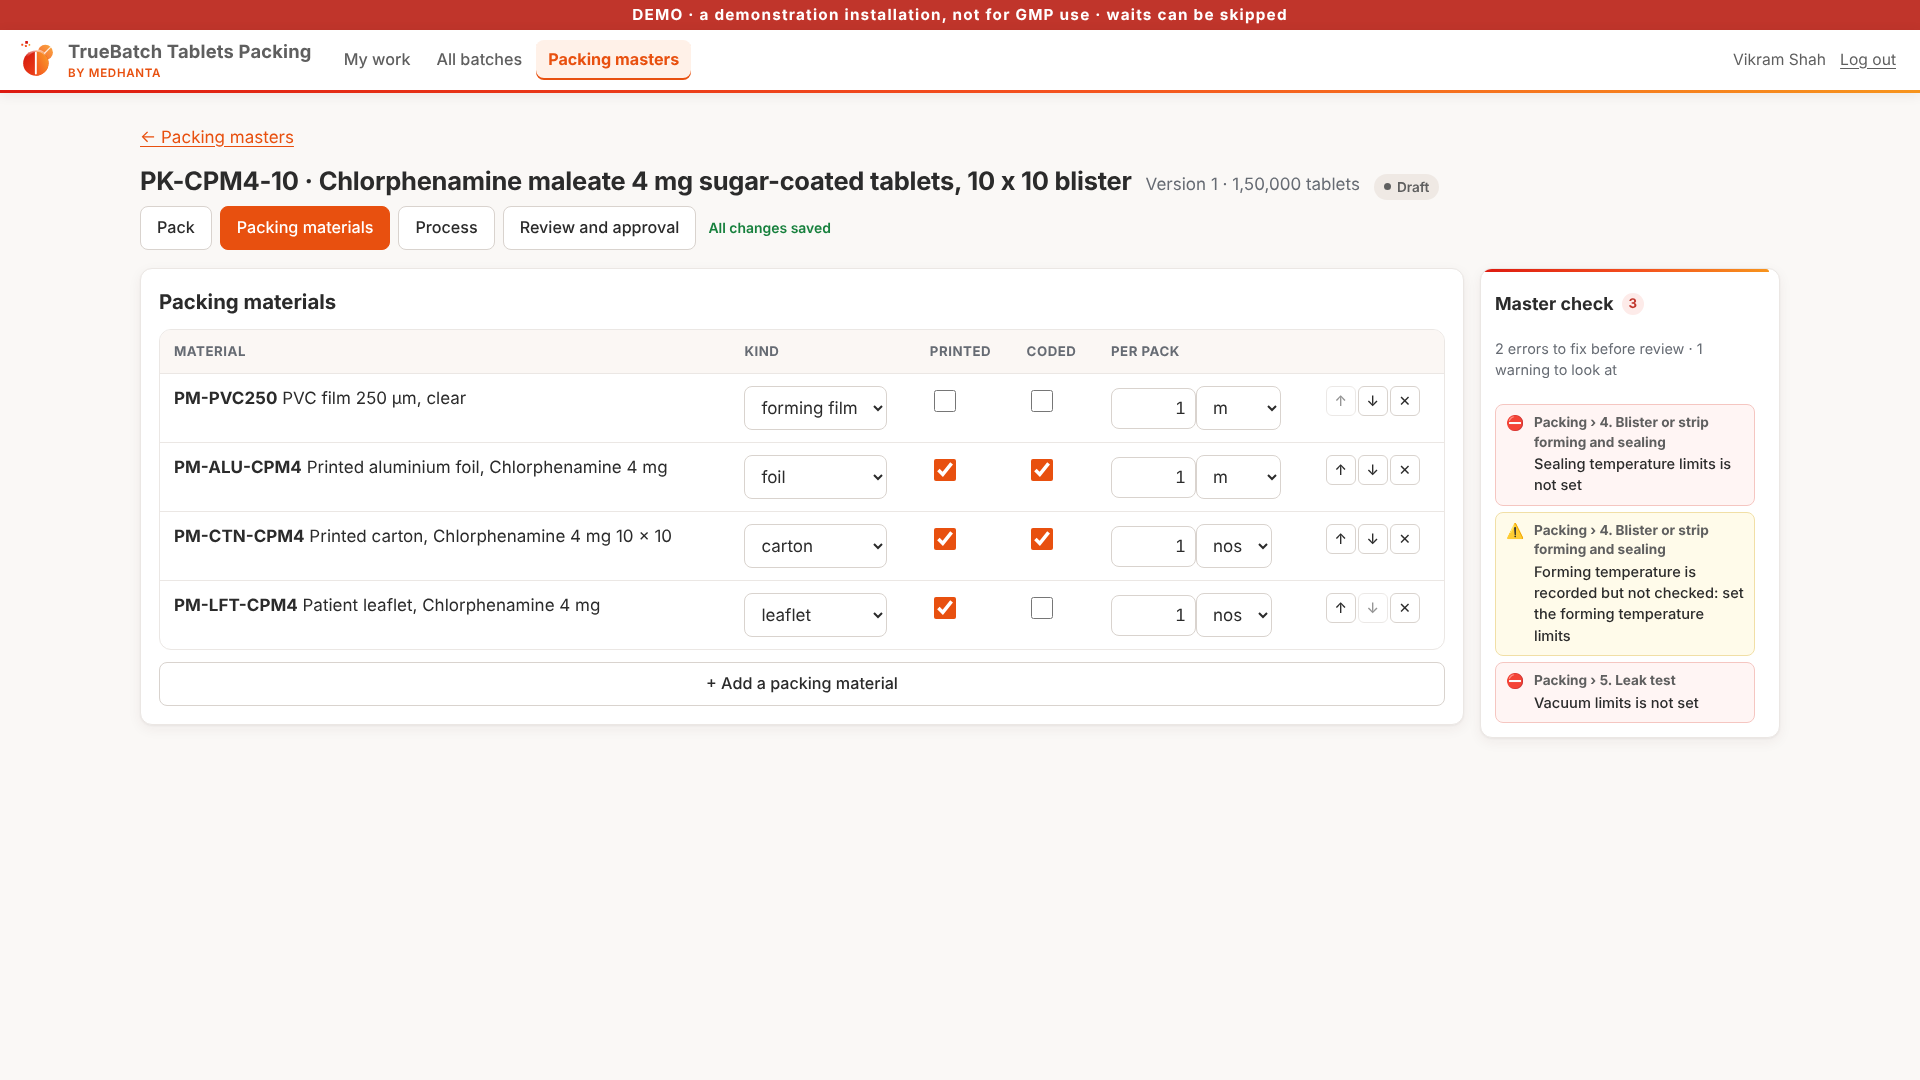 DEMO · a demonstration installation, not for GMP use · waits can be skipped
TrueBatch Tablets Packing
BY MEDHANTA
My work
All batches
Packing masters
Vikram Shah
Log out
← Packing masters
PK-CPM4-10 · Chlorphenamine maleate 4 mg sugar-coated tablets, 10 x 10 blister
Version 1 · 1,50,000 tablets
Draft
Pack
Packing materials
Process
Review and approval
All changes saved
Packing materials
MATERIAL KIND PRINTED CODED PER PACK
PM-PVC250 PVC film 250 µm, clear forming film 1 m
PM-ALU-CPM4 Printed aluminium foil, Chlorphenamine 4 mg foil 1 m
PM-CTN-CPM4 Printed carton, Chlorphenamine 4 mg 10 × 10 carton 1 nos
PM-LFT-CPM4 Patient leaflet, Chlorphenamine 4 mg leaflet 1 nos
+ Add a packing material
Master check 3
2 errors to fix before review · 1
warning to look at
Packing › 4. Blister or strip
forming and sealing
Sealing temperature limits is
not set
Packing › 4. Blister or strip
forming and sealing
Forming temperature is
recorded but not checked: set
the forming temperature
limits
Packing › 5. Leak test
Vacuum limits is not set